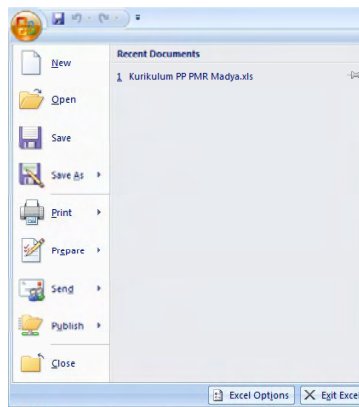 Recent Documents
New
1 Kurikulum PP PMR Madya.xls
Open
Save
Save As
Print
Prepare
Send
Publish
Close
Excel Options
Exit Exce